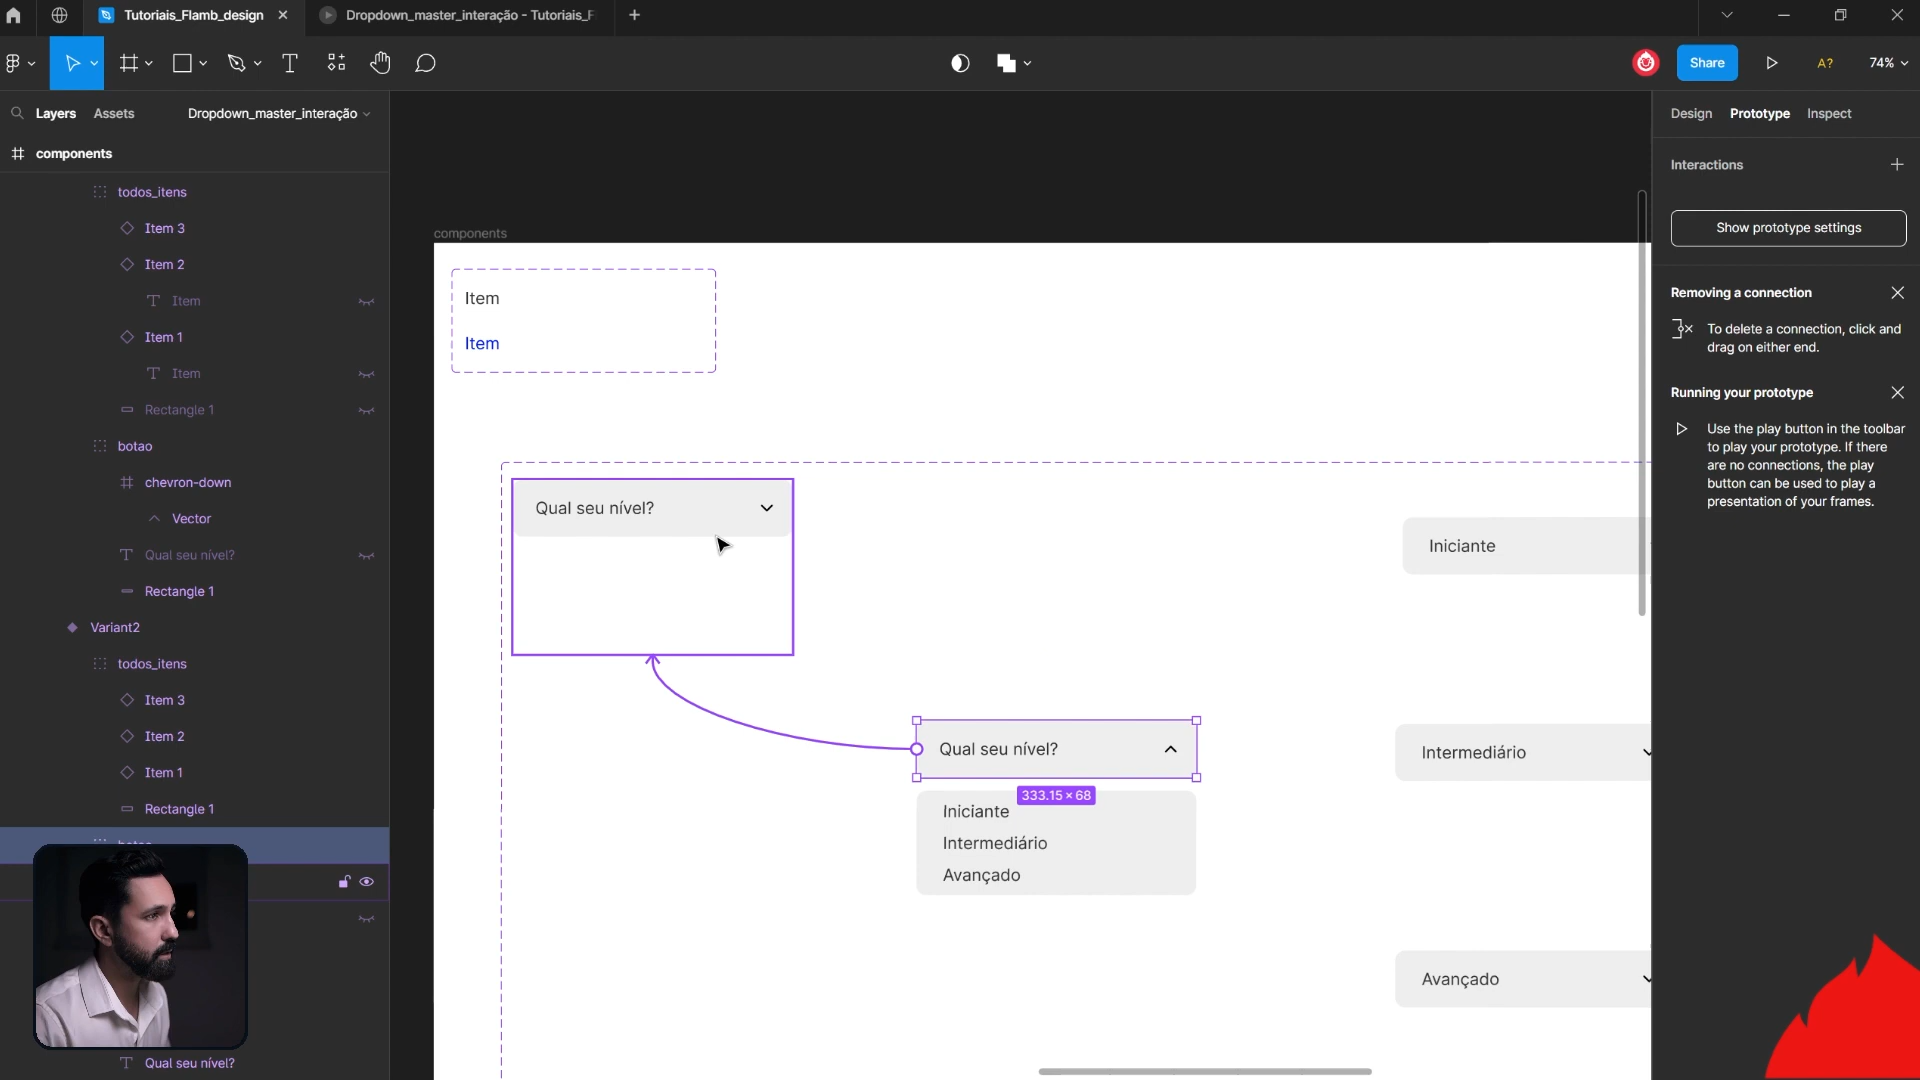 Tutoriais_Flamb_design
Dropdown_master_interação - Tutoriais_F
Share
A?
74%
Layers
Assets
Dropdown_master_interação
components
todos_itens
Item 3
Item 2
Item
Item 1
Item
Rectangle 1
botao
chevron-down
Vector
Qual seu nível?
Rectangle 1
Variant2
todos_itens
Item 3
Item 2
Item 1
Rectangle 1
Qual seu nível?
components
Item
Item
Qual seu nível?
Qual seu nível?
333.15 × 68
Iniciante
Intermediário
Avançado
Iniciante
Intermediário
Avançado
Design
Prototype
Inspect
Interactions
Show prototype settings
Removing a connection
To delete a connection, click and
drag on either end.
Running your prototype
Use the play button in the toolbar
to play your prototype. If there
are no connections, the play
button can be used to play a
presentation of your frames.